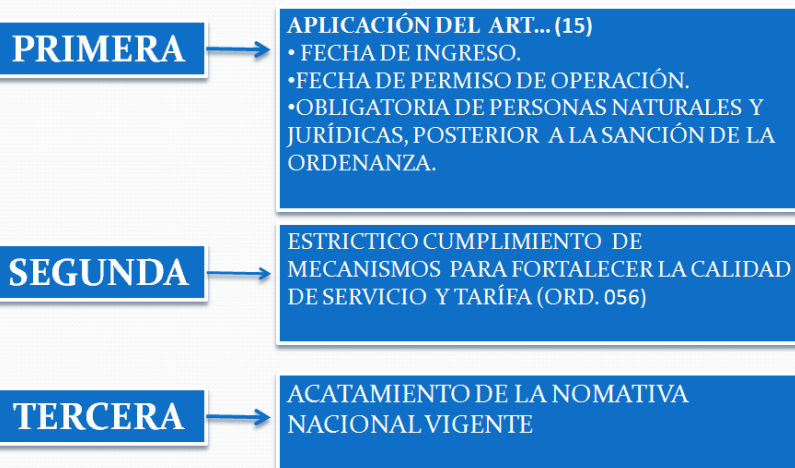 PRIMERA
APLICACIÓN DEL ART... (15)
• FECHA DE INGRESO.
•FECHA DE PERMISO DE OPERACIÓN.
•OBLIGATORIA DE PERSONAS NATURALES Y
JURÍDICAS, POSTERIOR A LA SANCIÓN DE LA
ORDENANZA.
SEGUNDA
ESTRICTICO CUMPLIMIENTO DE
MECANISMOS PARA FORTALECER LA CALIDAD
DE SERVICIO Y TARÍFA (ORD. 056)
TERCERA
ACATAMIENTO DE LA NOMATIVA
NACIONAL VIGENTE